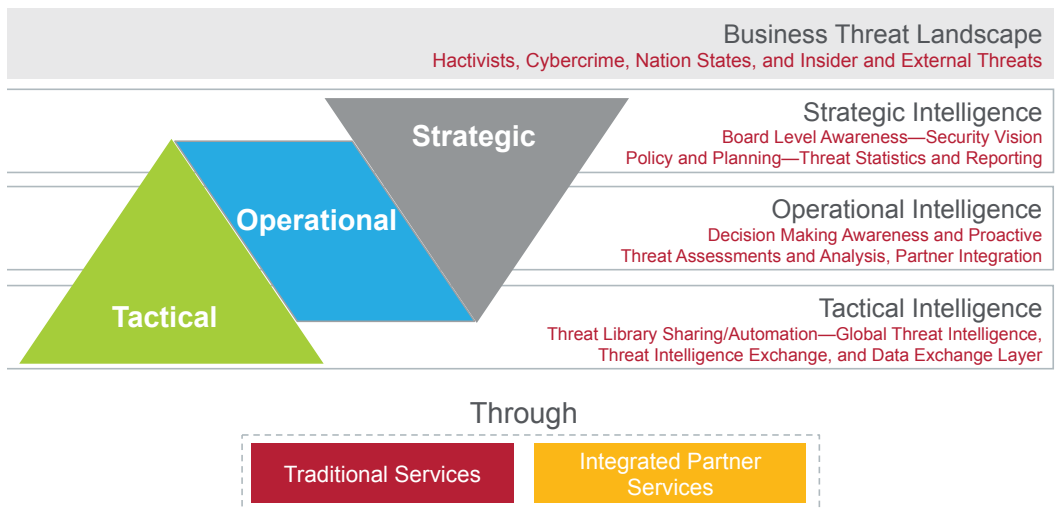 Business Threat Landscape
Hactivists, Cybercrime, Nation States, and Insider and External Threats
Strategic
Strategic Intelligence
Board Level Awareness—Security Vision
Policy and Planning—Threat Statistics and Reporting
Operational
Operational Intelligence
Decision Making Awareness and Proactive
Threat Assessments and Analysis, Partner Integration
Tactical
Tactical Intelligence
Threat Library Sharing/Automation—Global Threat Intelligence,
Threat Intelligence Exchange, and Data Exchange Layer
Through
Traditional Services
Integrated Partner
Services